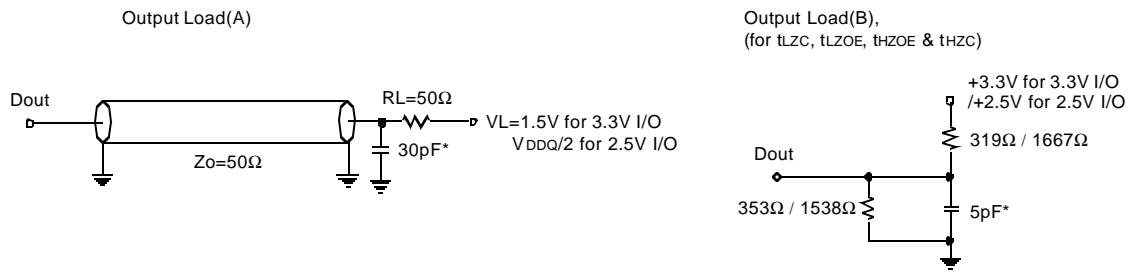 Output Load(A)
Dout
Zo=50Ω
RL=50Ω
30pF*
VL=1.5V for 3.3V I/O
VDDQ/2 for 2.5V I/O
Output Load(B),
(for tLZC, tLZOE, tHZOE & tHZC)
+3.3V for 3.3V I/O
/+2.5V for 2.5V I/O
319Ω / 1667Ω
Dout
353Ω / 1538Ω
5pF*